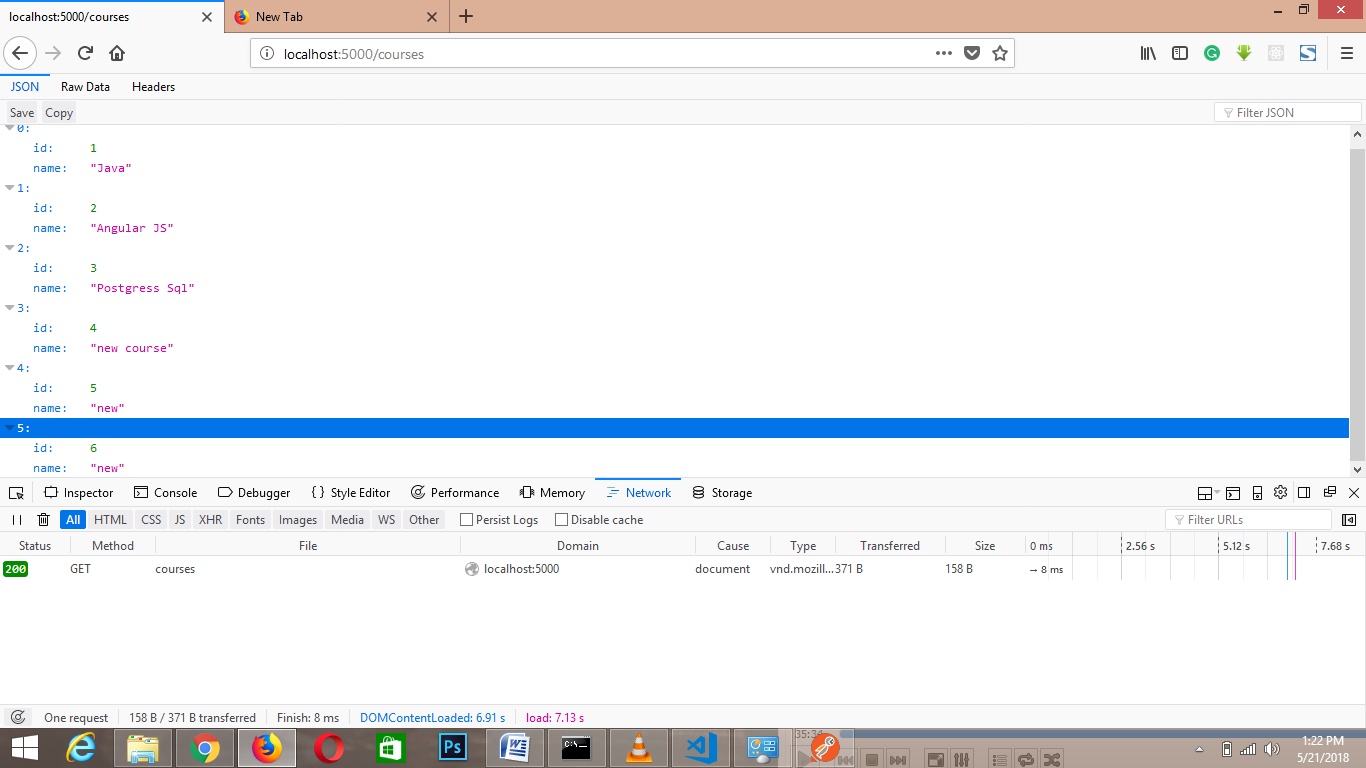 localhost:5000/courses
New Tab
localhost:5000/courses
JSON Raw Data Headers
Save Copy Filter JSON
0:
id: 1
name: "Java"
1:
id: 2
name: "Angular JS"
2:
id: 3
name: "Postgress Sql"
3:
id: 4
name: "new course"
4:
id: 5
name: "new"
5:
id: 6
name: "new"
Inspector Console Debugger {} Style Editor Performance Memory Network Storage
All HTML CSS JS XHR Fonts Images Media WS Other Persist Logs Disable cache Filter URLs
Status Method File Domain Cause Type Transferred Size 0 ms 2.56 s 5.12 s 7.68 s
200 GET courses localhost:5000 document vnd.mozill... 371 B 158 B → 8 ms
One request 158 B / 371 B transferred Finish: 8 ms DOMContentLoaded: 6.91 s load: 7.13 s
Ps
C:\_
35:34
1:22 PM
5/21/2018